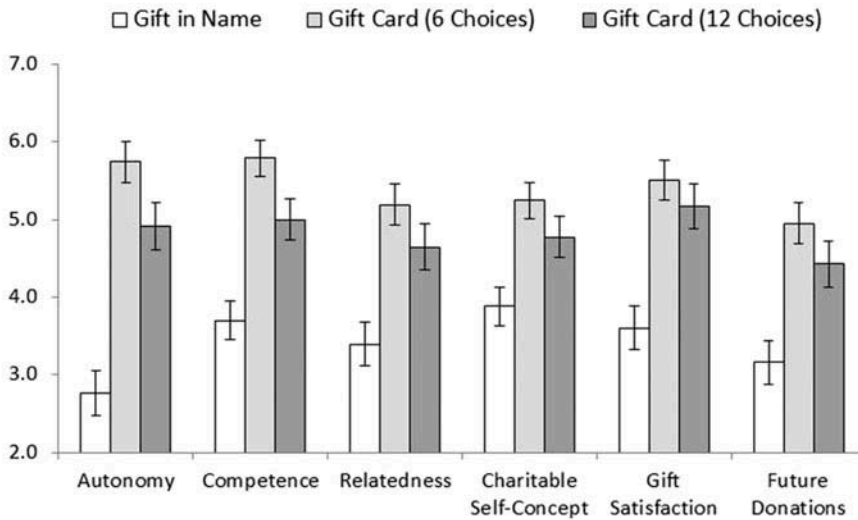 Gift in Name Gift Card (6 Choices) Gift Card (12 Choices)
7.0
6.0
5.0
4.0
3.0
2.0
Autonomy Competence Relatedness Charitable Gift Future
Self-Concept Satisfaction Donations